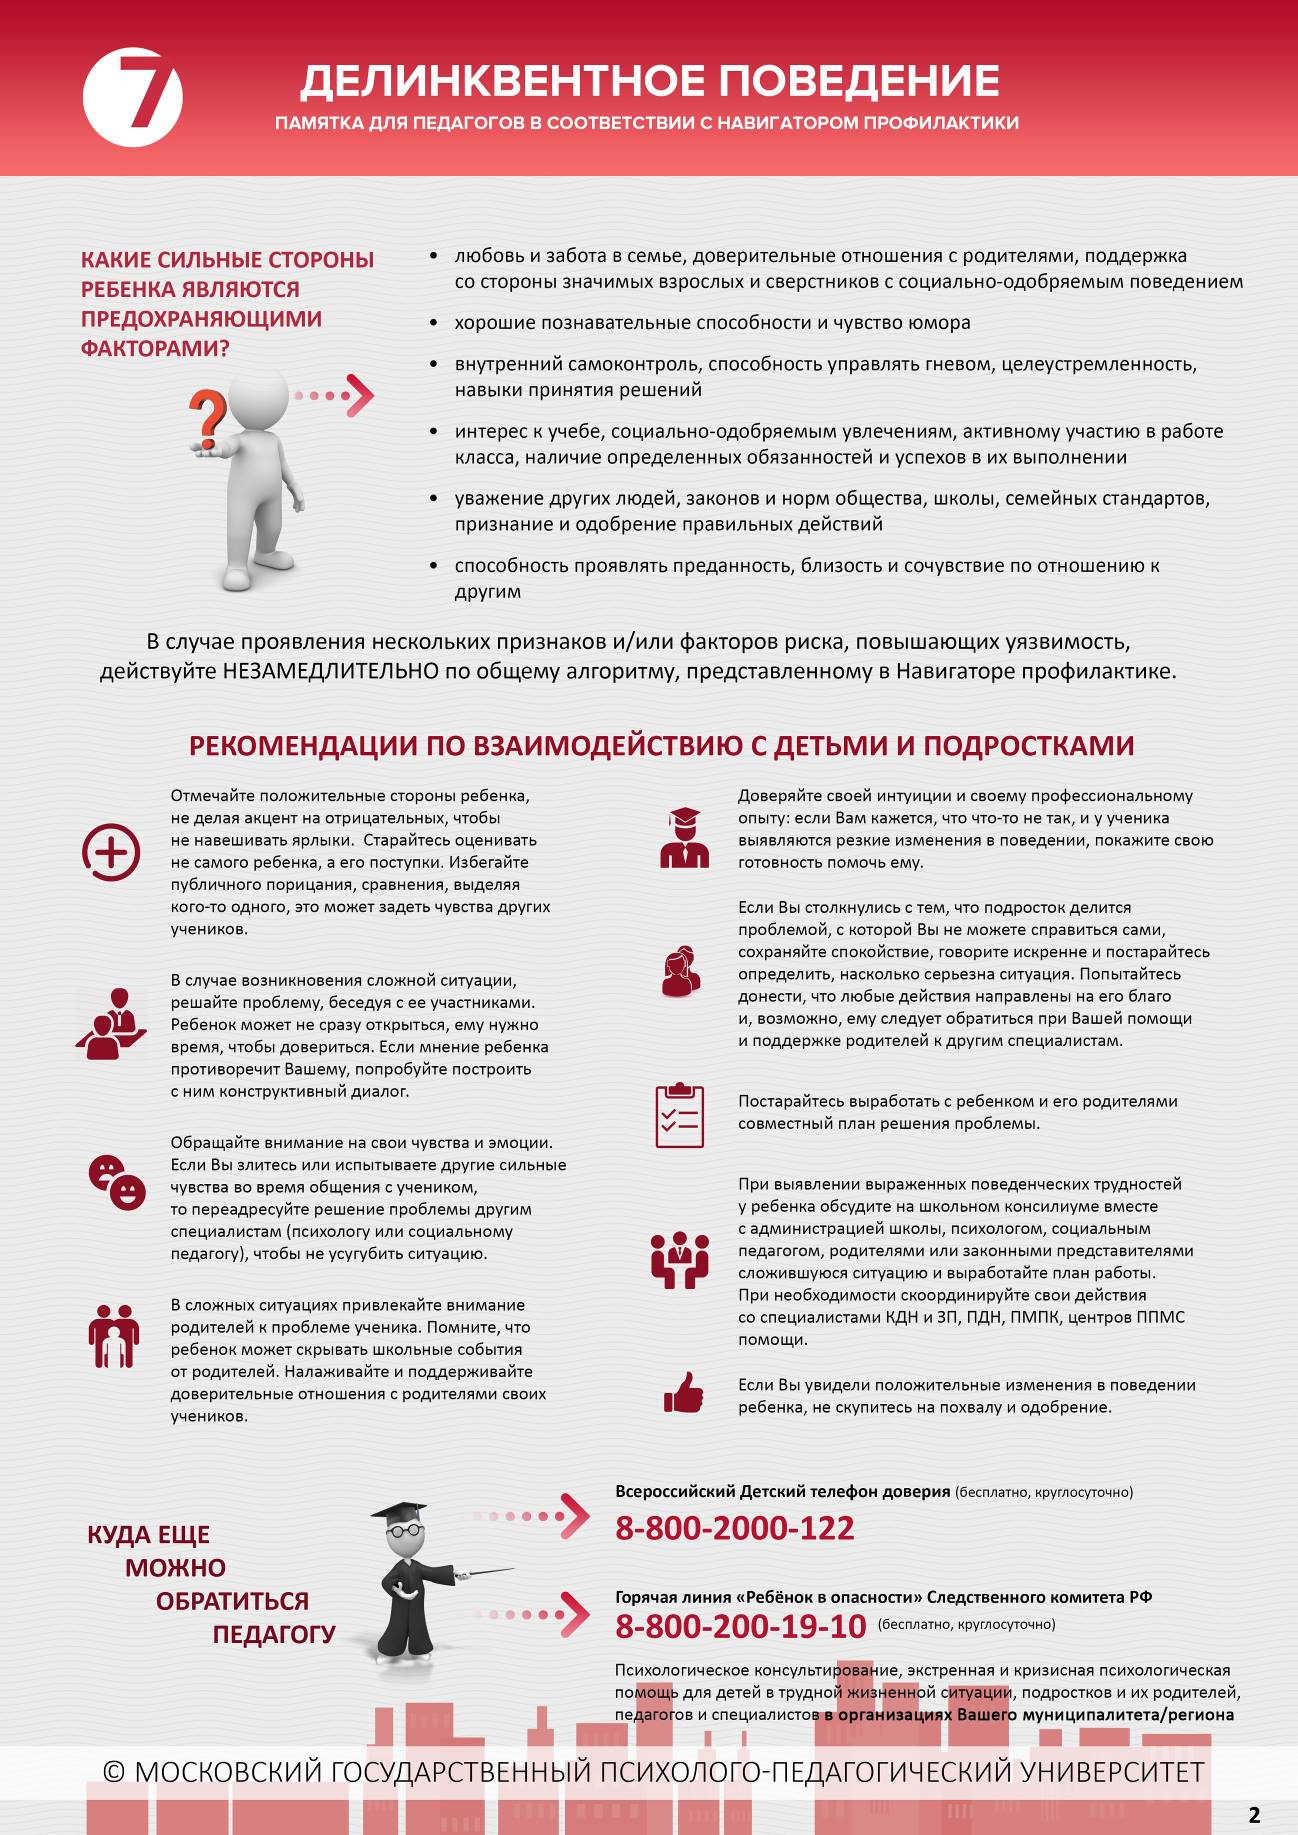 7
ДЕЛИНКВЕНТНОЕ ПОВЕДЕНИЕ
ПАМЯТКА ДЛЯ ПЕДАГОГОВ В СООТВЕТСТВИИ С НАВИГАТОРОМ ПРОФИЛАКТИКИ
КАКИЕ СИЛЬНЫЕ СТОРОНЫ
РЕБЕНКА ЯВЛЯЮТСЯ
ПРЕДОХРАНЯЮЩИМИ
ФАКТОРАМИ?
?
• любовь и забота в семье, доверительные отношения с родителями, поддержка
со стороны значимых взрослых и сверстников с социально-одобряемым поведением
• хорошие познавательные способности и чувство юмора
• внутренний самоконтроль, способность управлять гневом, целеустремленность,
навыки принятия решений
• интерес к учебе, социально-одобряемым увлечениям, активному участию в работе
класса, наличие определенных обязанностей и успехов в их выполнении
• уважение других людей, законов и норм общества, школы, семейных стандартов,
признание и одобрение правильных действий
• способность проявлять преданность, близость и сочувствие по отношению к
другим
В случае проявления нескольких признаков и/или факторов риска, повышающих уязвимость,
действуйте НЕЗАМЕДЛИТЕЛЬНО по общему алгоритму, представленному в Навигаторе профилактике.
РЕКОМЕНДАЦИИ ПО ВЗАИМОДЕЙСТВИЮ С ДЕТЬМИ И ПОДРОСТКАМИ
Отмечайте положительные стороны ребенка,
не делая акцент на отрицательных, чтобы
не навешивать ярлыки. Старайтесь оценивать
не самого ребенка, а его поступки. Избегайте
публичного порицания, сравнения, выделяя
кого-то одного, это может задеть чувства других
учеников.
В случае возникновения сложной ситуации,
решайте проблему, беседуя с ее участниками.
Ребенок может не сразу открыться, ему нужно
время, чтобы довериться. Если мнение ребенка
противоречит Вашему, попробуйте построить
с ним конструктивный диалог.
Обращайте внимание на свои чувства и эмоции.
Если Вы злитесь или испытываете другие сильные
чувства во время общения с учеником,
то переадресуйте решение проблемы другим
специалистам (психологу или социальному
педагогу), чтобы не усугубить ситуацию.
В сложных ситуациях привлекайте внимание
родителей к проблеме ученика. Помните, что
ребенок может скрывать школьные события
от родителей. Налаживайте и поддерживайте
доверительные отношения с родителями своих
учеников.
Доверяйте своей интуиции и своему профессиональному
опыту: если Вам кажется, что что-то не так, и у ученика
выявляются резкие изменения в поведении, покажите свою
готовность помочь ему.
Если Вы столкнулись с тем, что подросток делится
проблемой, с которой Вы не можете справиться сами,
сохраняйте спокойствие, говорите искренне и постарайтесь
определить, насколько серьезна ситуация. Попытайтесь
донести, что любые действия направлены на его благо
и, возможно, ему следует обратиться при Вашей помощи
и поддержке родителей к другим специалистам.
Постарайтесь выработать с ребенком и его родителями
совместный план решения проблемы.
При выявлении выраженных поведенческих трудностей
у ребенка обсудите на школьном консилиуме вместе
с администрацией школы, психологом, социальным
педагогом, родителями или законными представителями
сложившуюся ситуацию и выработайте план работы.
При необходимости скоординируйте свои действия
со специалистами КДН и ЗП, ПДН, ПМПК, центров ППМС
помощи.
Если Вы увидели положительные изменения в поведении
ребенка, не скупитесь на похвалу и одобрение.
КУДА ЕЩЕ
МОЖНО
ОБРАТИТЬСЯ
ПЕДАГОГУ
Всероссийский Детский телефон доверия (бесплатно, круглосуточно)
8-800-2000-122
Горячая линия «Ребёнок в опасности» Следственного комитета РФ
8-800-200-19-10 (бесплатно, круглосуточно)
Психологическое консультирование, экстренная и кризисная психологическая
помощь для детей в трудной жизненной ситуации, подростков и их родителей,
педагогов и специалистов в организациях Вашего муниципалитета/региона
© МОСКОВСКИЙ ГОСУДАРСТВЕННЫЙ ПСИХОЛОГО-ПЕДАГОГИЧЕСКИЙ УНИВЕРСИТЕТ
2